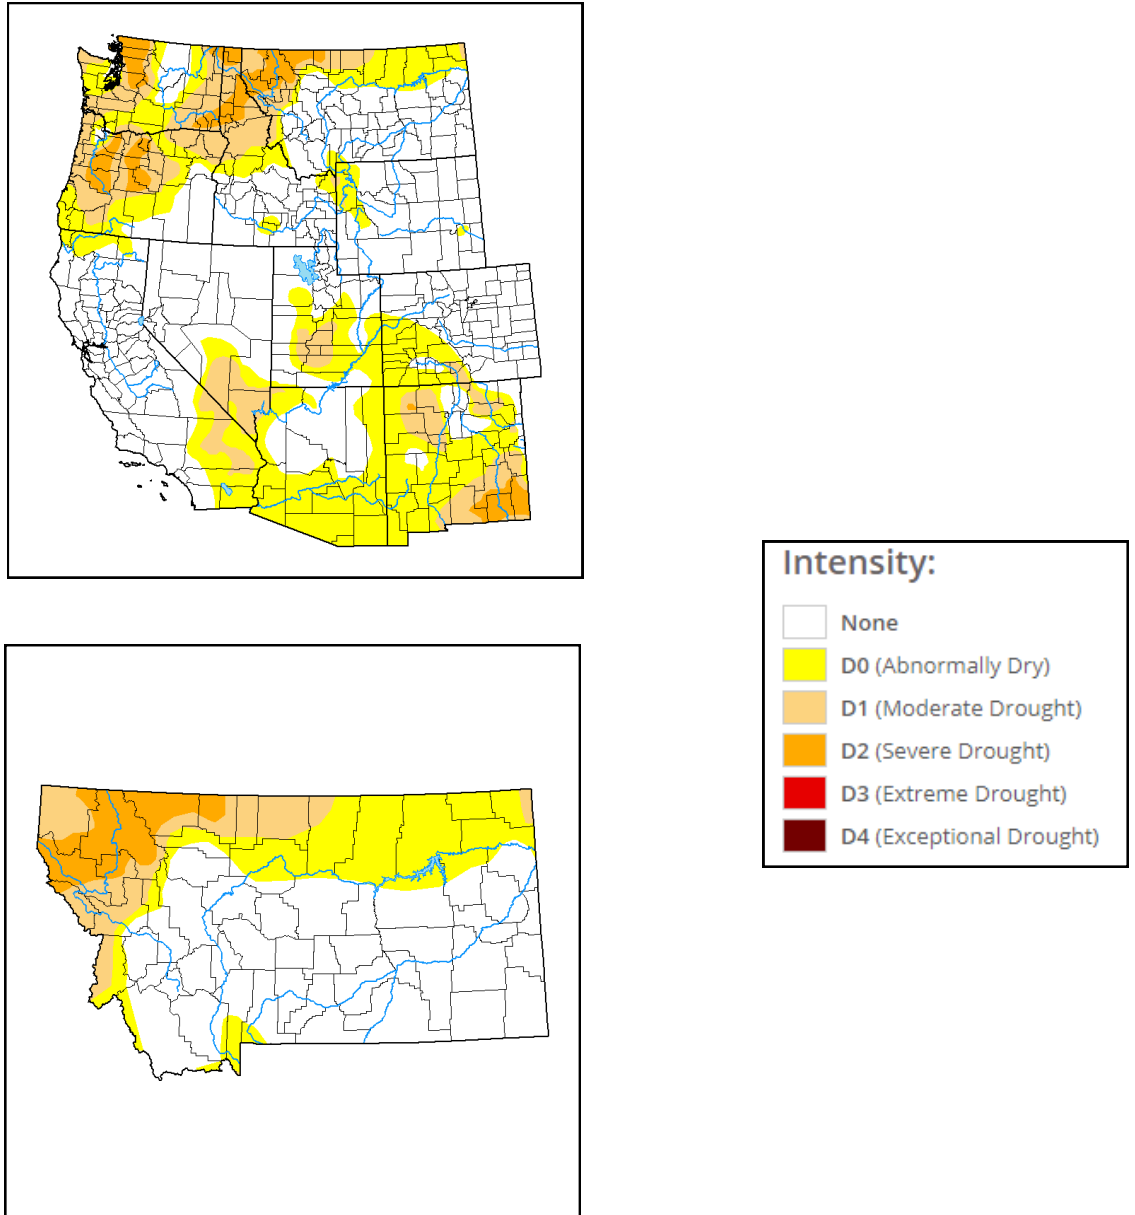 Intensity:
None
D0 (Abnormally Dry)
D1 (Moderate Drought)
D2 (Severe Drought)
D3 (Extreme Drought)
D4 (Exceptional Drought)